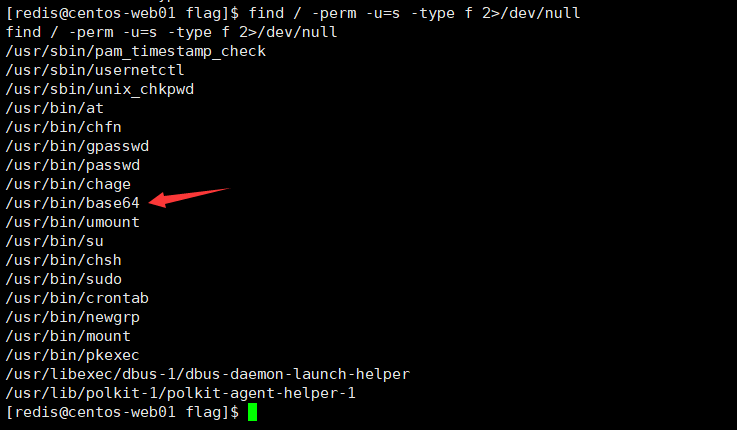 [redis@centos-web01 flag]$ find / -perm -u=s -type f 2>/dev/null
find / -perm -u=s -type f 2>/dev/null
/usr/sbin/pam_timestamp_check
/usr/sbin/usernetctl
/usr/sbin/unix_chkpwd
/usr/bin/at
/usr/bin/chfn
/usr/bin/gpasswd
/usr/bin/passwd
/usr/bin/chage
/usr/bin/base64
/usr/bin/umount
/usr/bin/su
/usr/bin/chsh
/usr/bin/sudo
/usr/bin/crontab
/usr/bin/newgrp
/usr/bin/mount
/usr/bin/pkexec
/usr/libexec/dbus-1/dbus-daemon-launch-helper
/usr/lib/polkit-1/polkit-agent-helper-1
[redis@centos-web01 flag]$